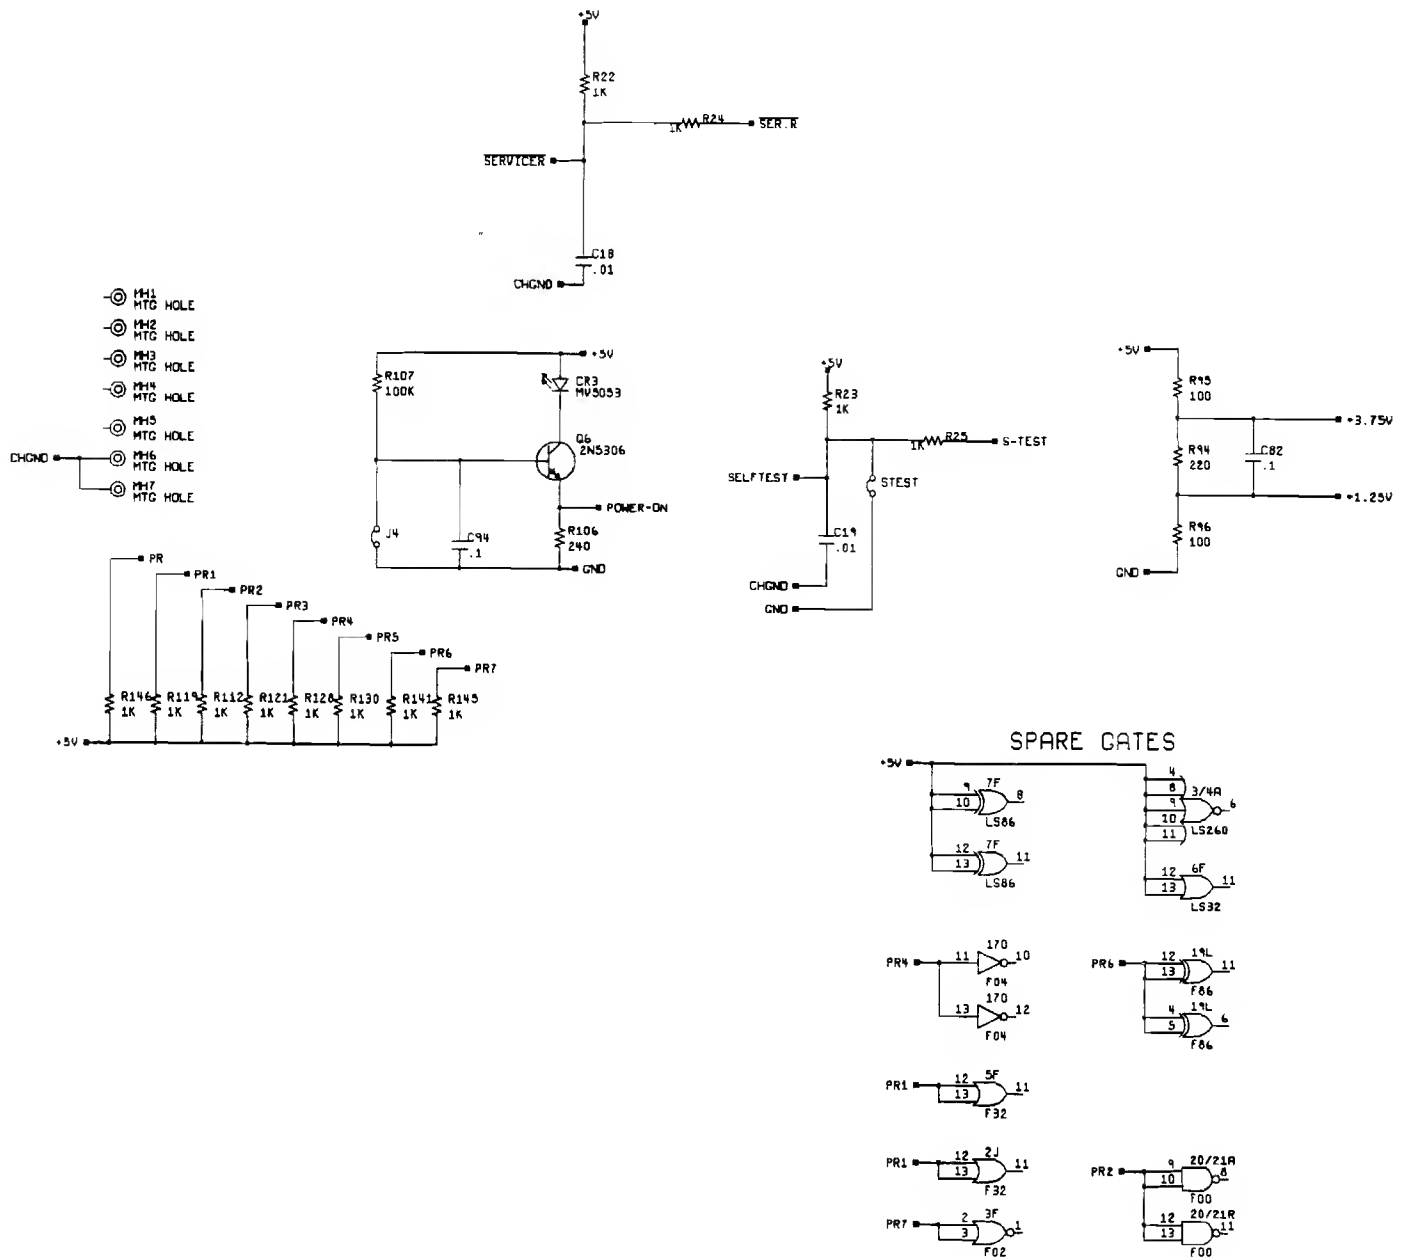 +5V
R22
1K
1K
R24
SER.R
SERVICER
C18
.01
CHGND
MH1
MTG HOLE
MH2
MTG HOLE
MH3
MTG HOLE
MH4
MTG HOLE
MH5
MTG HOLE
CHGND
MH6
MTG HOLE
MH7
MTG HOLE
+5V
R107
100K
CR3
MV5053
Q6
2N5306
POWER-ON
J4
C94
.1
R106
240
GND
+5V
R23
1K
1K
R25
S-TEST
SELFTEST
STEST
C19
.01
CHGND
GND
+5V
R95
100
+3.75V
R94
220
C82
.1
+1.25V
R96
100
GND
PR
PR1
PR2
PR3
PR4
PR5
PR6
PR7
R146
1K
R119
1K
R112
1K
R121
1K
R128
1K
R130
1K
R141
1K
R145
1K
+5V
SPARE GATES
+5V
9
10
7F
8
LS86
12
13
7F
11
LS86
4
8
9
10
11
3/4A
6
LS260
12
13
6F
11
LS32
PR4
11
170
10
F04
13
170
12
F04
PR6
12
13
19L
11
F86
4
5
19L
6
F86
PR1
12
13
5F
11
F32
PR1
12
13
2J
11
F32
PR2
9
10
20/21A
8
F00
PR7
2
3
3F
1
F02
12
13
20/21A
11
F00